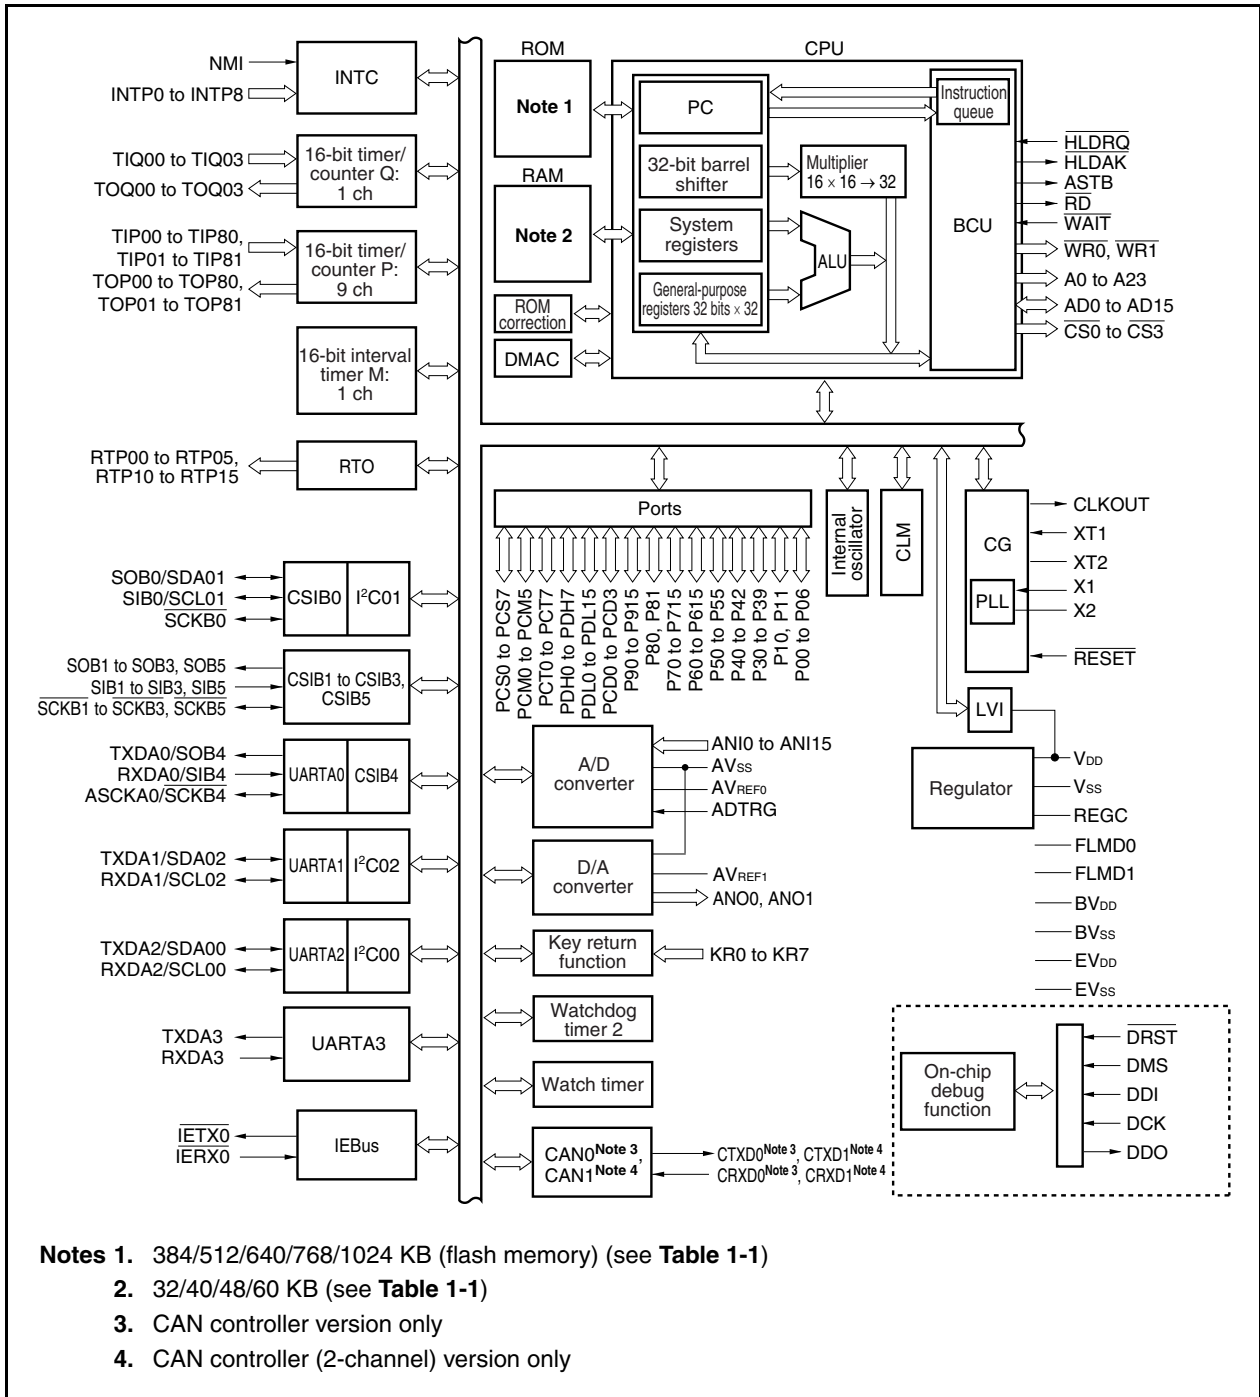 NMI
INTP0 to INTP8
INTC
TIQ00 to TIQ03
TOQ00 to TOQ03
16-bit timer/
counter Q:
1 ch
TIP00 to TIP80,
TIP01 to TIP81
TOP00 to TOP80,
TOP01 to TOP81
16-bit timer/
counter P:
9 ch
16-bit interval
timer M:
1 ch
RTP00 to RTP05,
RTP10 to RTP15
RTO
SOB0/SDA01
SIB0/SCL01
SCKB0
CSIB0
I²C01
SOB1 to SOB3, SOB5
SIB1 to SIB3, SIB5
SCKB1 to SCKB3, SCKB5
CSIB1 to CSIB3,
CSIB5
TXDA0/SOB4
RXDA0/SIB4
ASCKA0/SCKB4
UARTA0
CSIB4
TXDA1/SDA02
RXDA1/SCL02
UARTA1
I²C02
TXDA2/SDA00
RXDA2/SCL00
UARTA2
I²C00
TXDA3
RXDA3
UARTA3
IETX0
IERX0
IEBus
ROM
Note 1
RAM
Note 2
ROM
correction
DMAC
CPU
PC
32-bit barrel
shifter
System
registers
General-purpose
registers 32 bits × 32
Multiplier
16 × 16 → 32
ALU
Instruction
queue
BCU
HLDRQ
HLDAK
ASTB
RD
WAIT
WR0, WR1
A0 to A23
AD0 to AD15
CS0 to CS3
Ports
PCS0 to PCS7
PCM0 to PCM5
PCT0 to PCT7
PDH0 to PDH7
PDL0 to PDL15
PCD0 to PCD3
P90 to P915
P80, P81
P70 to P715
P60 to P615
P50 to P55
P40 to P42
P30 to P39
P10, P11
P00 to P06
Internal
oscillator
CLM
CG
PLL
CLKOUT
XT1
XT2
X1
X2
RESET
LVI
Regulator
VDD
VSS
REGC
FLMD0
FLMD1
BVDD
BVSS
EVDD
EVSS
A/D
converter
ANI0 to ANI15
AVSS
AVREF0
ADTRG
D/A
converter
AVREF1
ANO0, ANO1
Key return
function
KR0 to KR7
Watchdog
timer 2
Watch timer
CAN0Note 3,
CAN1Note 4
CTXD0Note 3, CTXD1Note 4
CRXD0Note 3, CRXD1Note 4
On-chip
debug
function
DRST
DMS
DDI
DCK
DDO
Notes 1. 384/512/640/768/1024 KB (flash memory) (see Table 1-1)
2. 32/40/48/60 KB (see Table 1-1)
3. CAN controller version only
4. CAN controller (2-channel) version only